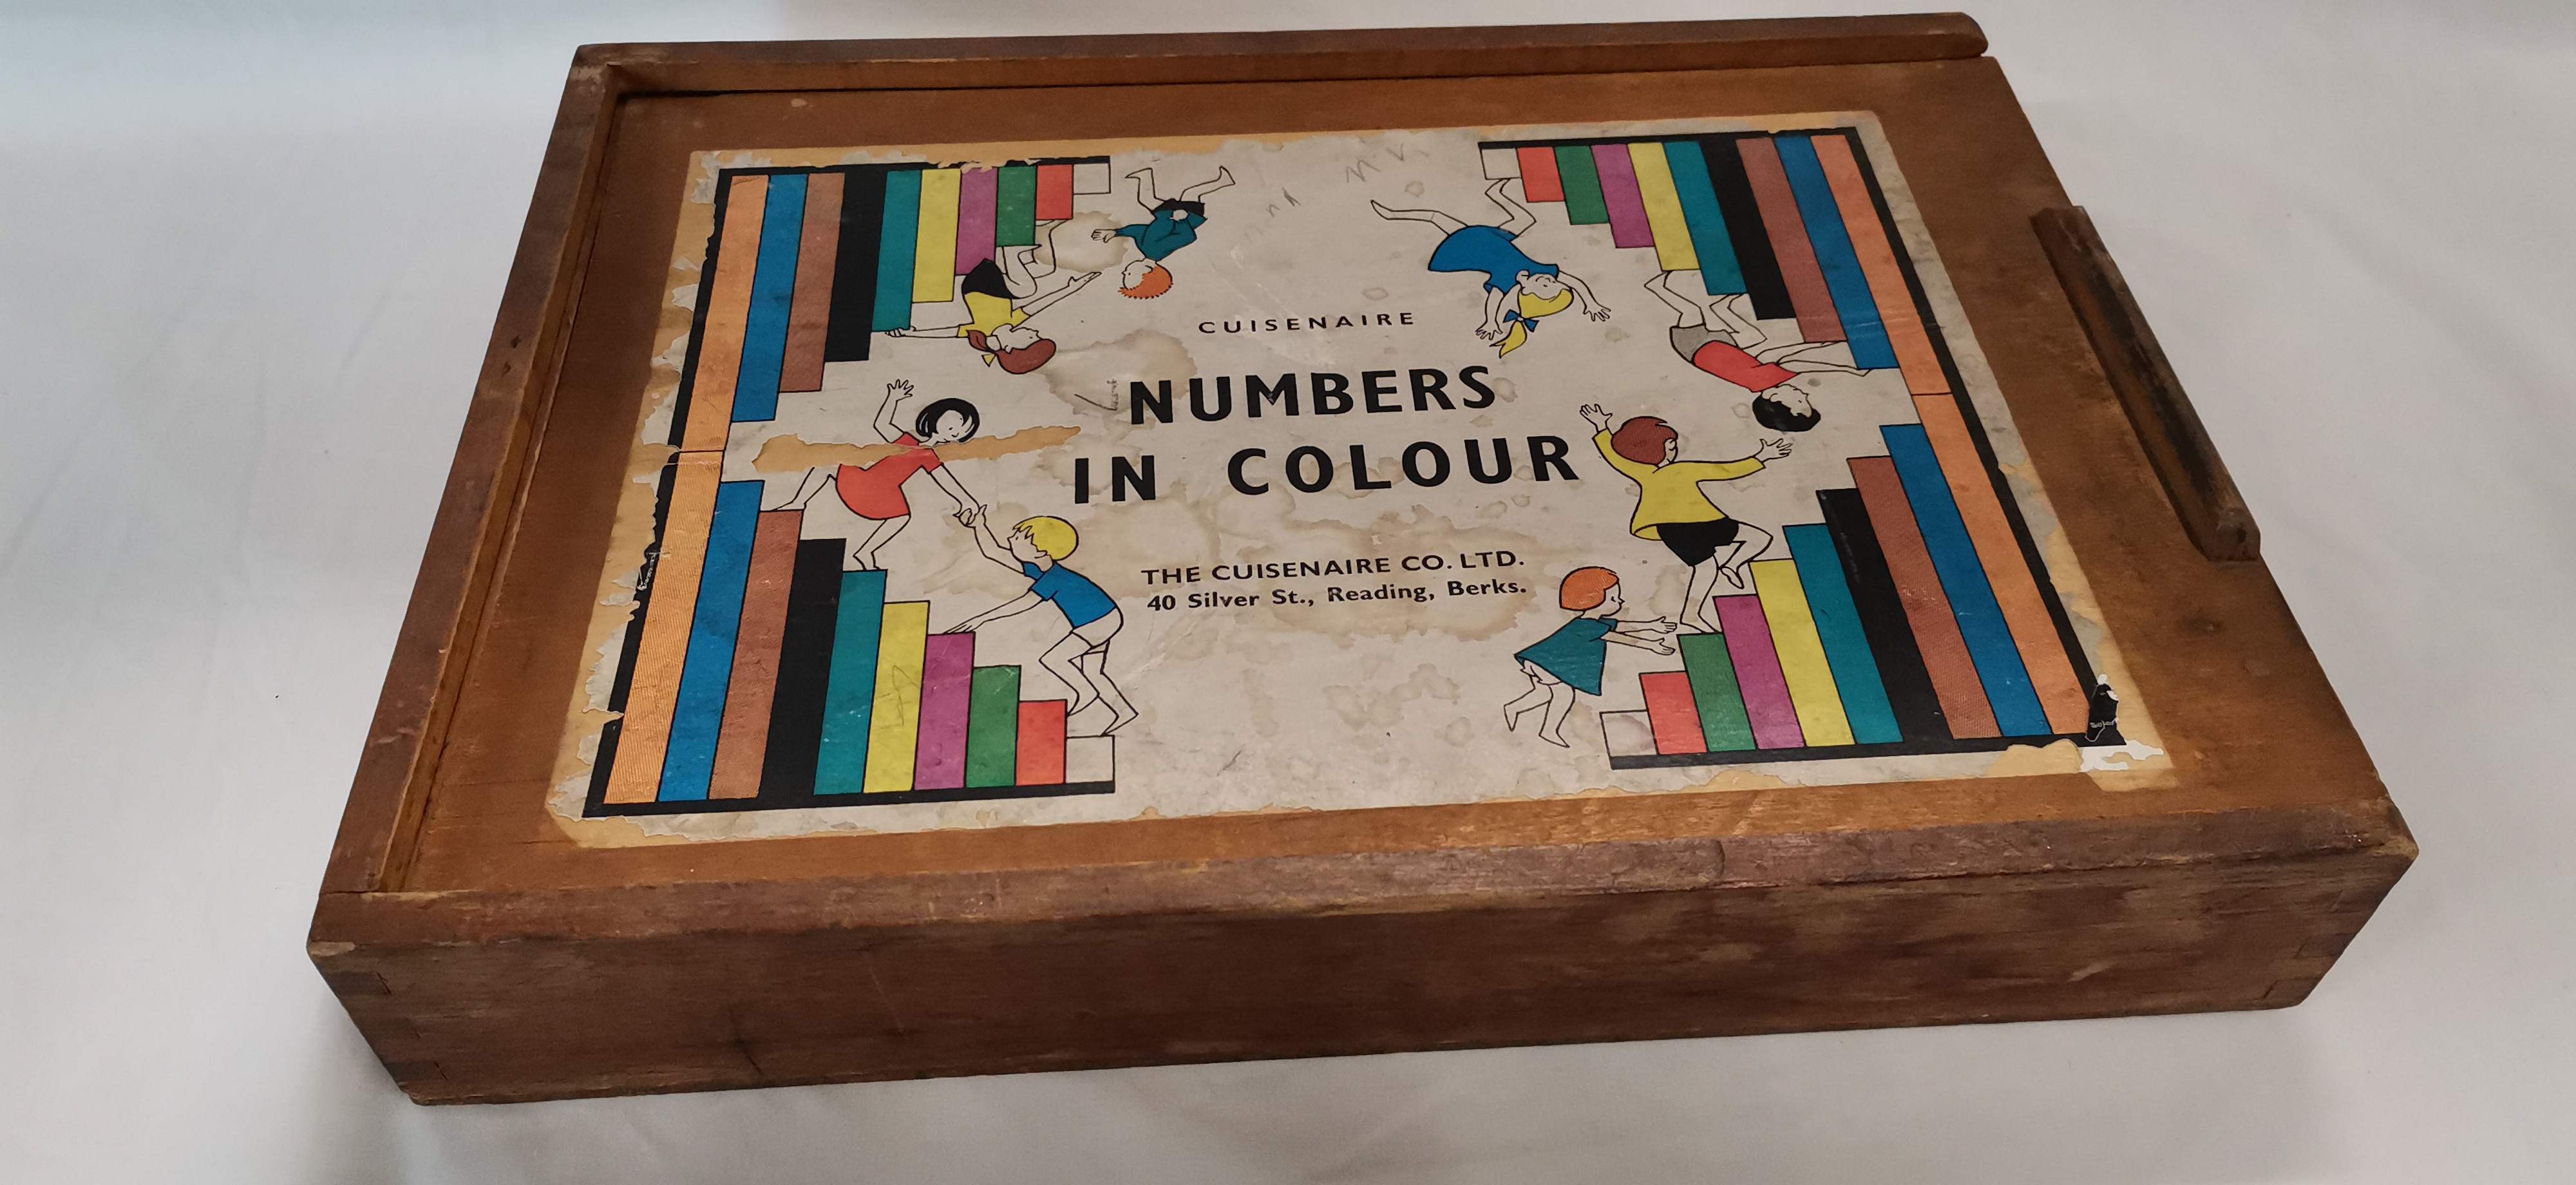 CUISENAIRE
NUMBERS
IN COLOUR
THE CUISENAIRE CO. LTD.
40 Silver St., Reading, Berks.